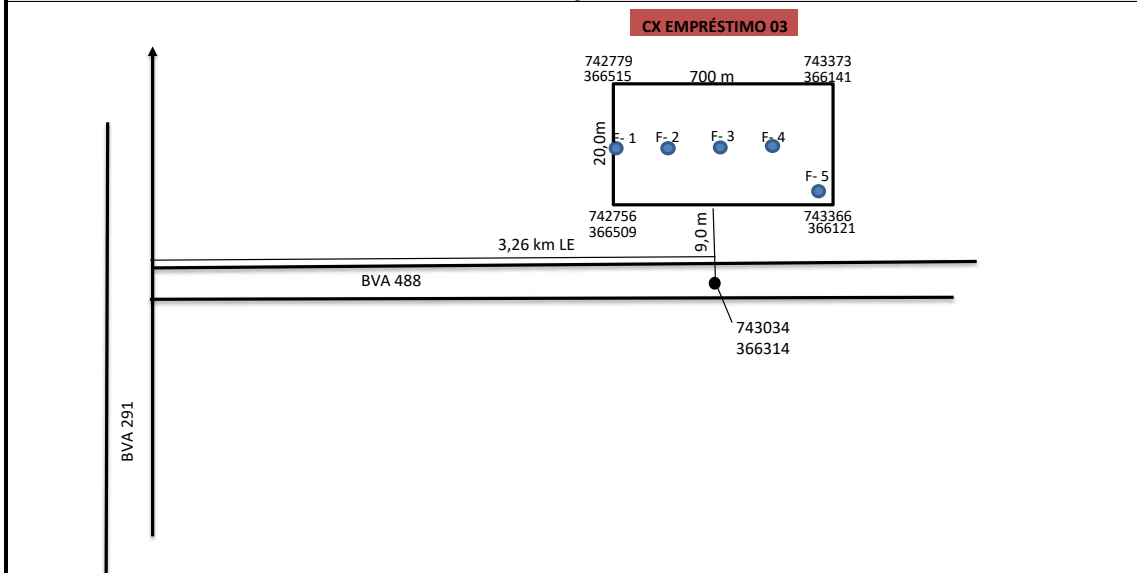 CX EMPRÉSTIMO 03
742779
366515
700 m
743373
366141
20,0m
F- 1
F- 2
F- 3
F- 4
F- 5
742756
366509
9,0 m
743366
366121
3,26 km LE
BVA 488
743034
366314
BVA 291